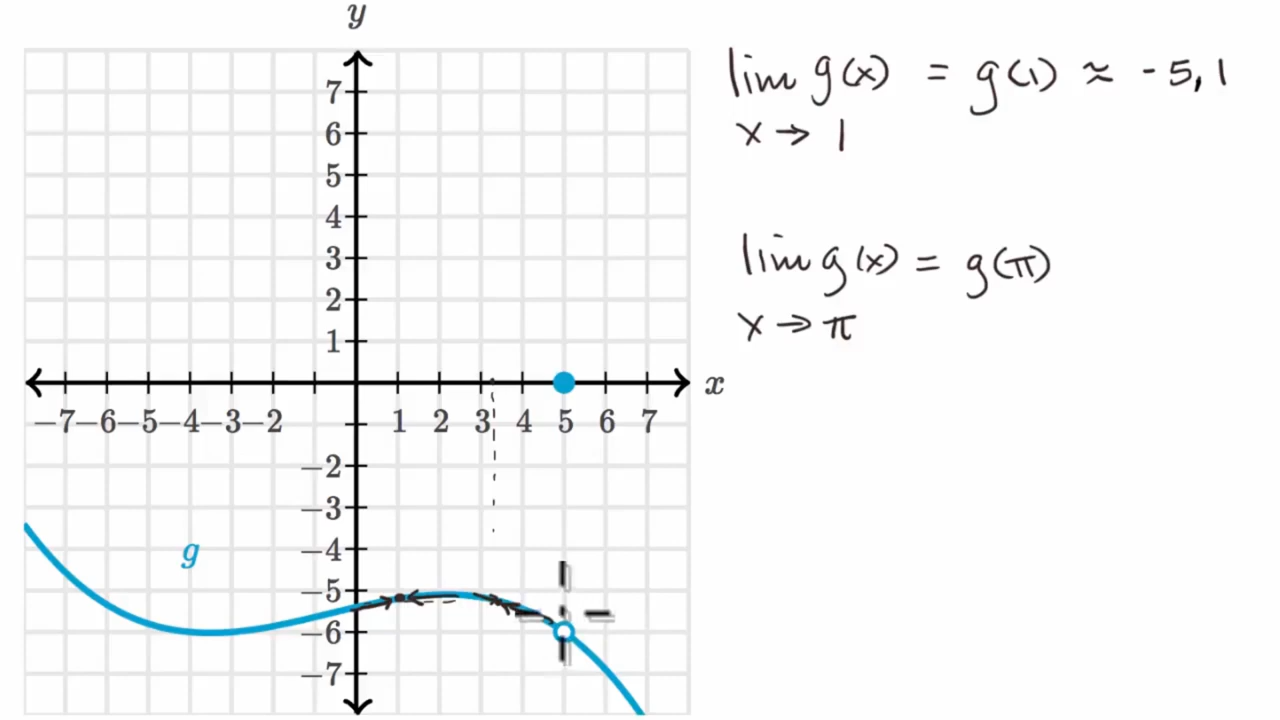 y
lim g(x) = g(1) ≈ -5,1
x → 1
lim g(x) = g(π)
x → π
7
6
5
4
3
2
1
x
−7 −6 −5 −4 −3 −2 1 2 3 4 5 6 7
−2
−3
−4
g
−5
−6
−7